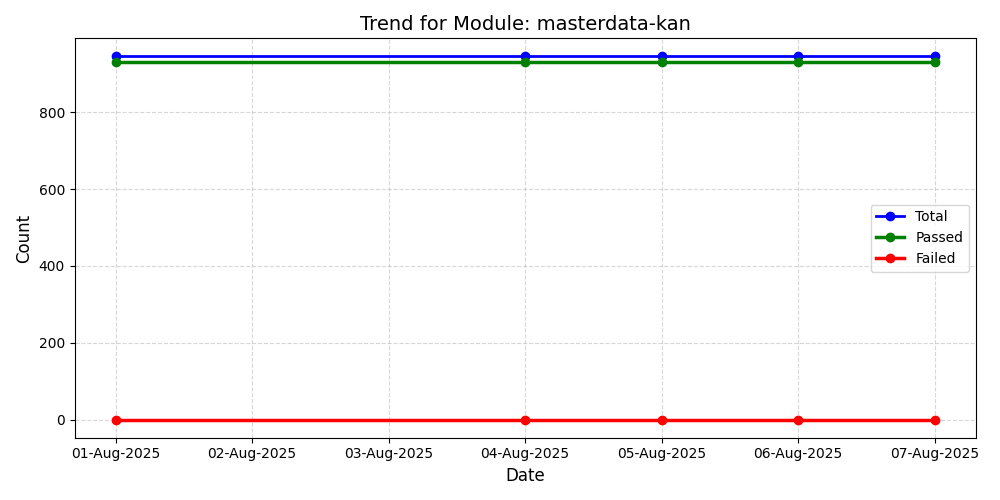 Trend for Module: masterdata-kan
Count
800
600
400
200
0
Total
Passed
Failed
01-Aug-2025 02-Aug-2025 03-Aug-2025 04-Aug-2025 05-Aug-2025 06-Aug-2025 07-Aug-2025
Date